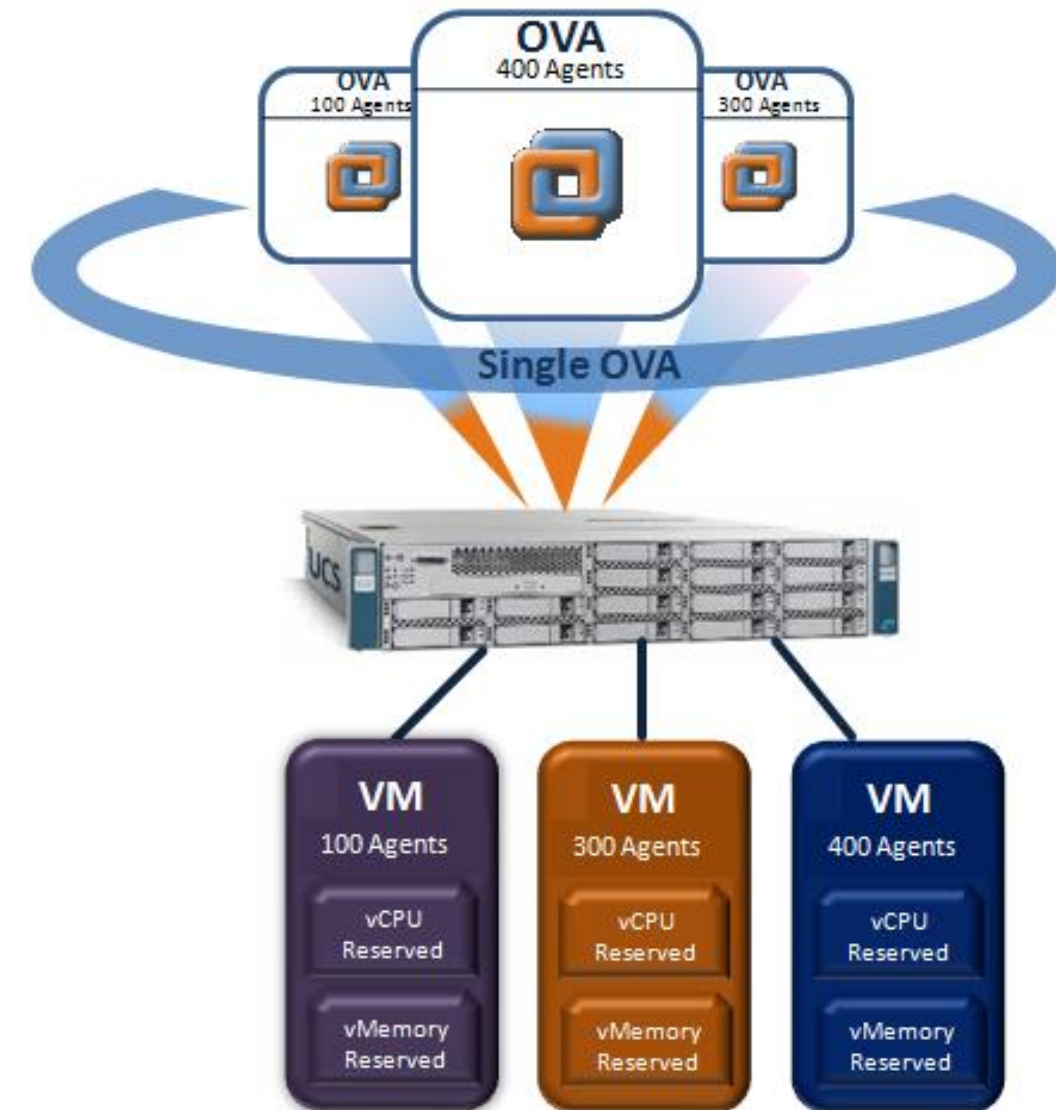 OVA
400 Agents
OVA
100 Agents
OVA
300 Agents
Single OVA
UCS
VM
100 Agents
vCPU
Reserved
vMemory
Reserved
VM
300 Agents
vCPU
Reserved
vMemory
Reserved
VM
400 Agents
vCPU
Reserved
vMemory
Reserved